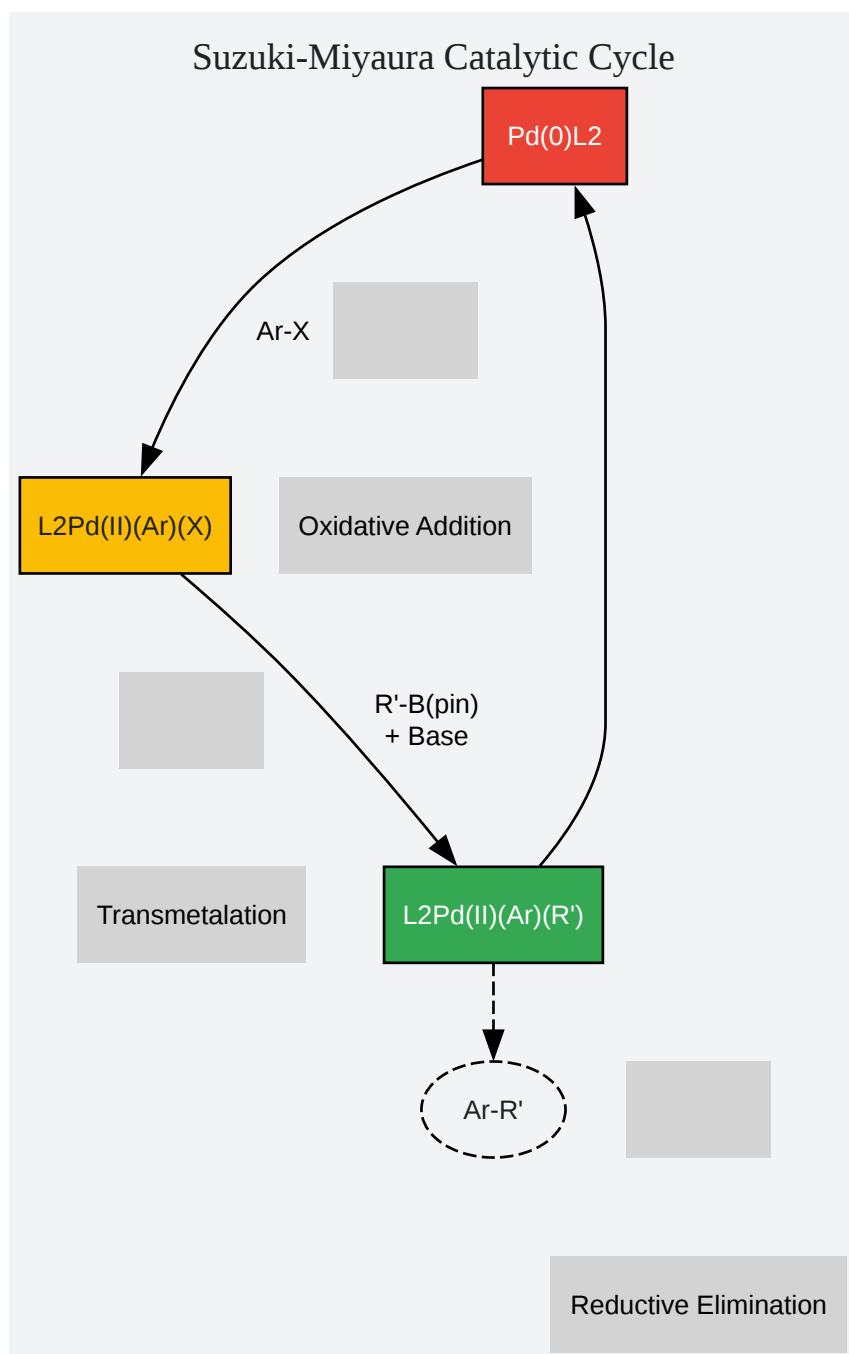 Suzuki-Miyaura Catalytic Cycle
Pd(0)L2
Ar-X
L2Pd(II)(Ar)(X)
Oxidative Addition
R'-B(pin)
+ Base
Transmetalation
L2Pd(II)(Ar)(R')
Ar-R'
Reductive Elimination